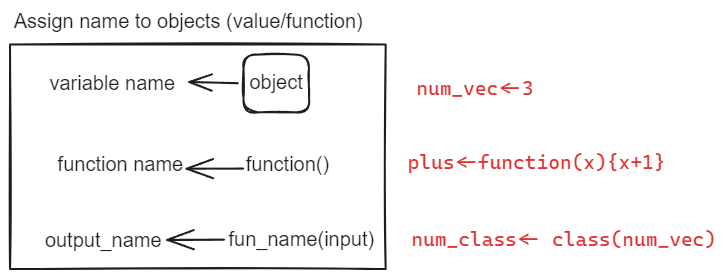 Assign name to objects (value/function)
variable name object num_vec←3
function name function() plus←function(x){x+1}
output_name fun_name(input) num_class← class(num_vec)